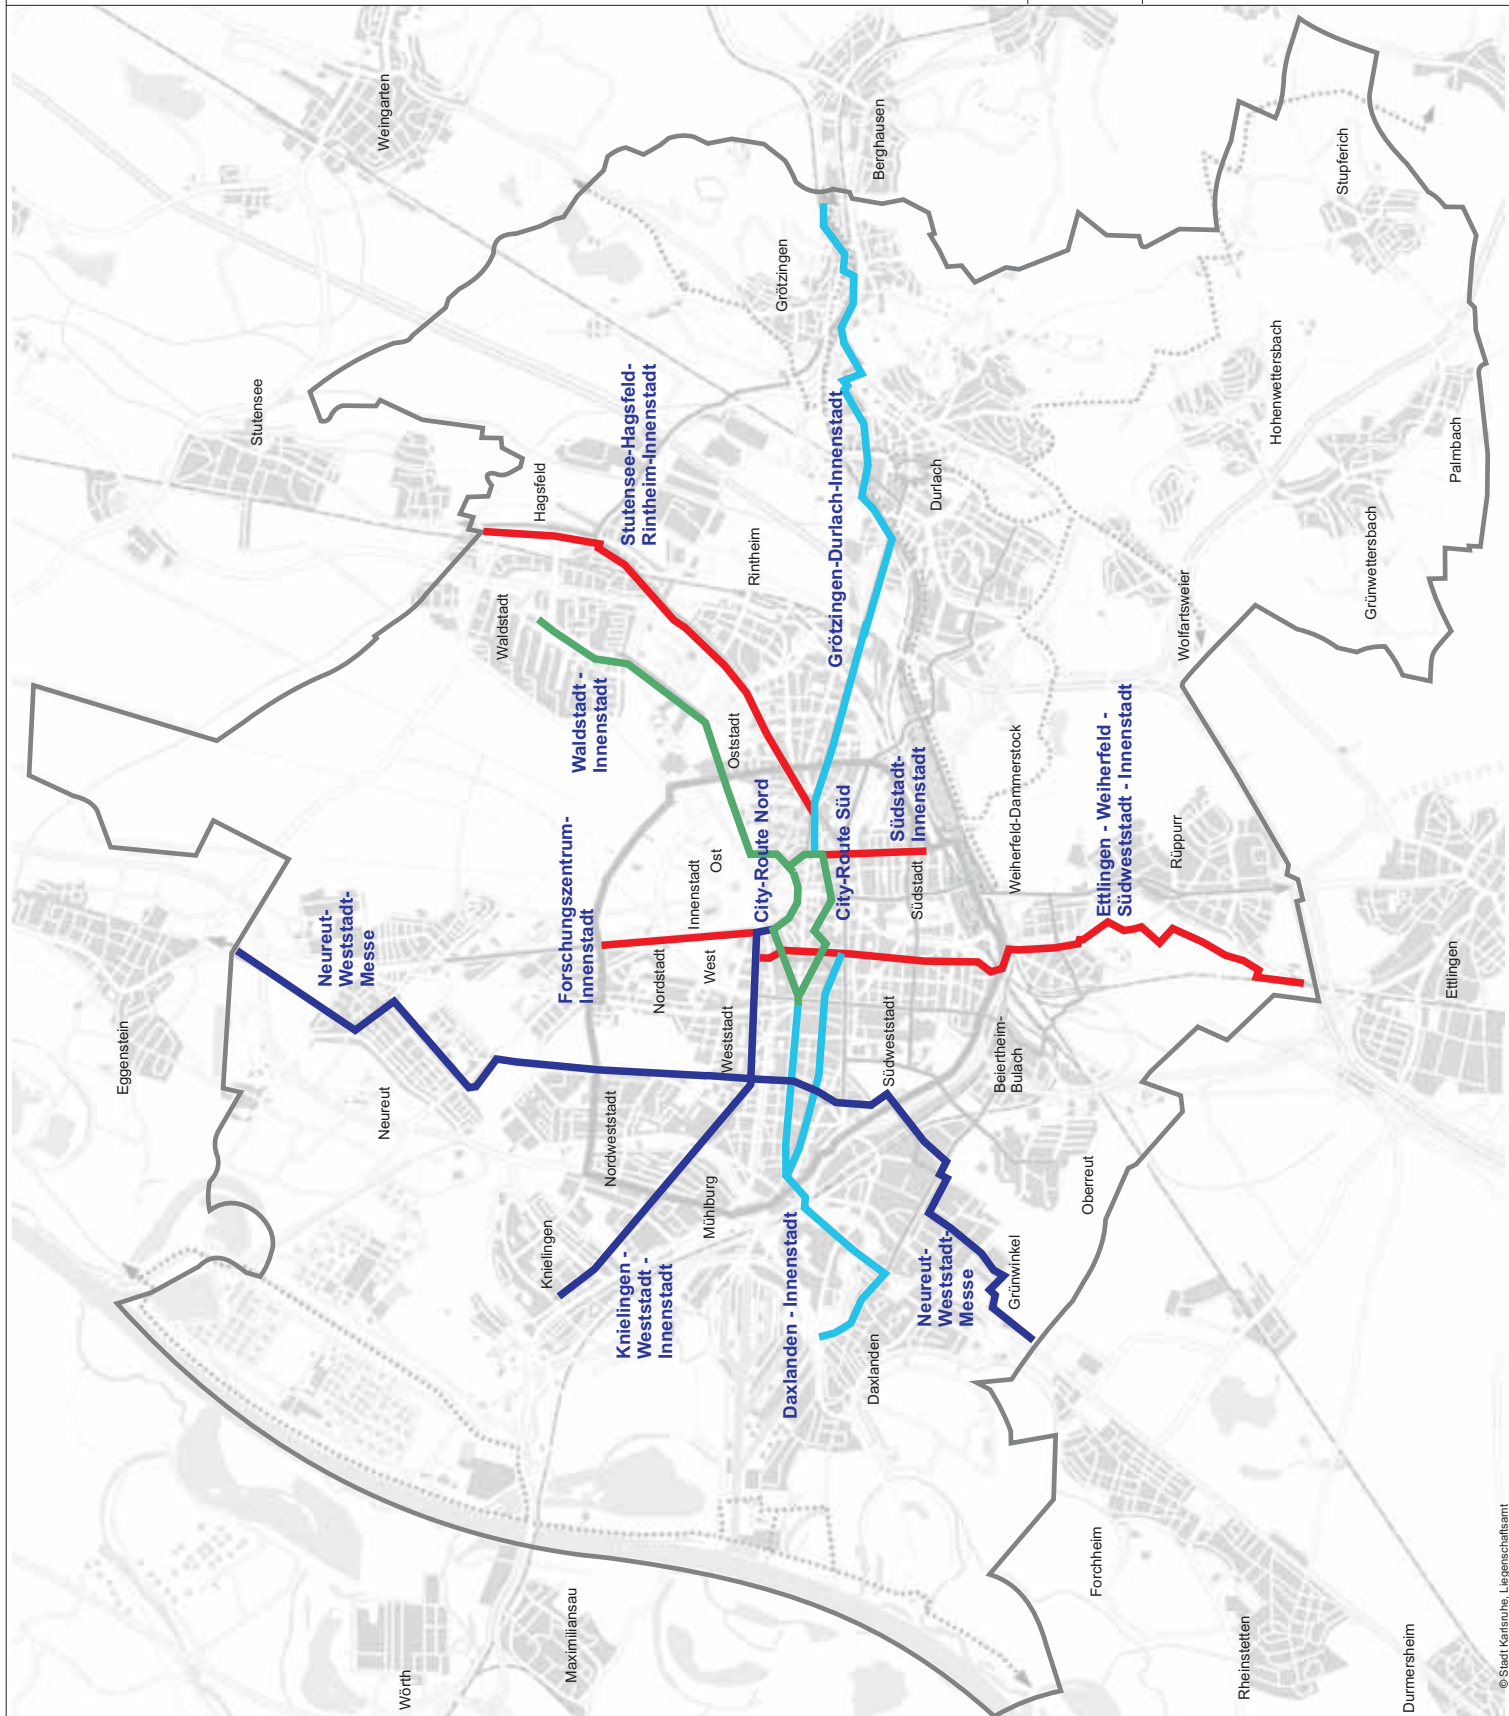 Weingarten
Stutensee
Berghausen
Grötzingen
Stupferich
Hagsfeld
Stutensee-Hagsfeld-
Rintheim-Innenstadt
Grötzingen-Durlach-Innenstadt
Durlach
Hohenwettersbach
Palmbach
Grünwettersbach
Rintheim
Waldstadt
Wolfartsweier
Waldstadt -
Innenstadt
Oststadt
City-Route Nord
City-Route Süd
Südstadt-
Innenstadt
Weiherfeld-Dammerstock
Ettlingen - Weiherfeld -
Südweststadt - Innenstadt
Rüppurr
Forschungszentrum-
Innenstadt
Innenstadt
Ost
Südstadt
Neureut-
Weststadt-
Messe
Nordstadt
West
Ettlingen
Eggenstein
Weststadt
Südweststadt
Beiertheim-
Bulach
Neureut
Nordweststadt
Mühlburg
Oberreut
Knielingen
Knielingen -
Weststadt -
Innenstadt
Daxlanden - Innenstadt
Neureut-
Weststadt-
Messe
Grünwinkel
Daxlanden
Forchheim
Wörth
Maximiliansau
Rheinstetten
Durmersheim
© Stadt Karlsruhe, Liegenschaftsamt